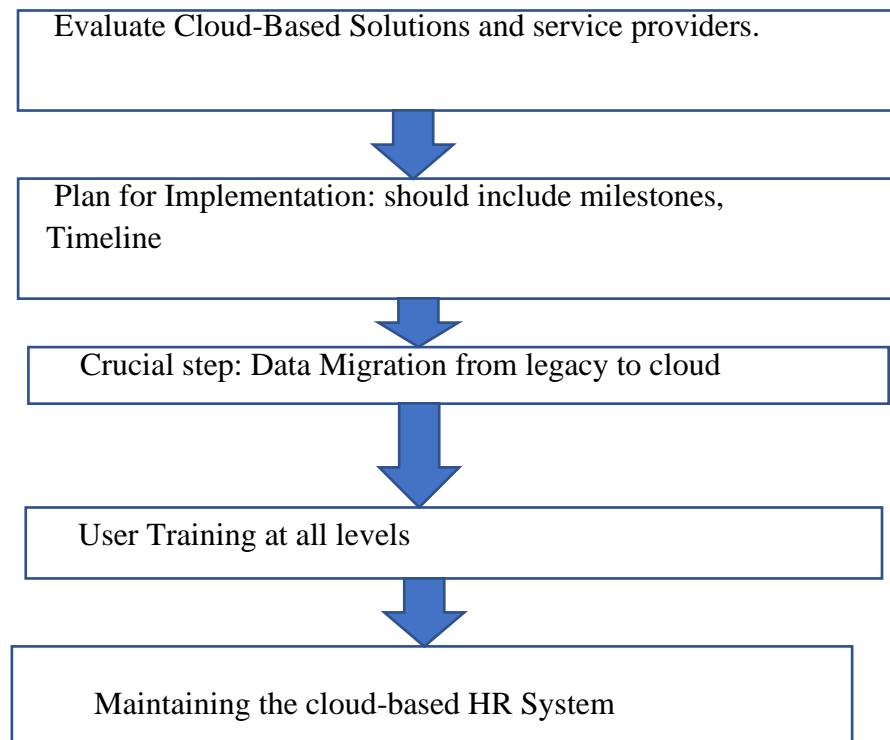 Evaluate Cloud-Based Solutions and service providers.
Plan for Implementation: should include milestones,
Timeline
Crucial step: Data Migration from legacy to cloud
User Training at all levels
Maintaining the cloud-based HR System